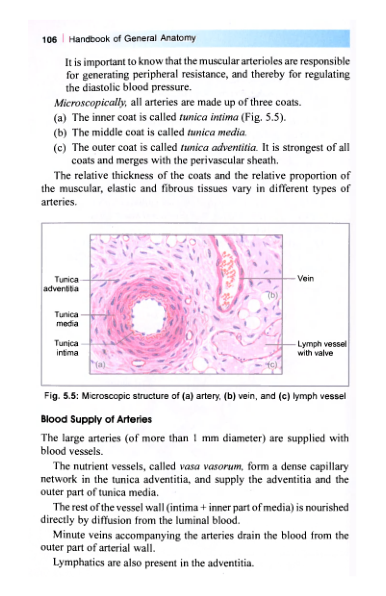 106 | Handbook of General Anatomy
It is important to know that the muscular arterioles are responsible
for generating peripheral resistance, and thereby for regulating
the diastolic blood pressure.
Microscopically, all arteries are made up of three coats.
(a) The inner coat is called tunica intima (Fig. 5.5).
(b) The middle coat is called tunica media.
(c) The outer coat is called tunica adventitia. It is strongest of all
coats and merges with the perivascular sheath.
The relative thickness of the coats and the relative proportion of
the muscular, elastic and fibrous tissues vary in different types of
arteries.
Tunica
adventitia
Tunica
media
Tunica
intima
(a)
Vein
(b)
Lymph vessel
with valve
(c)
Fig. 5.5: Microscopic structure of (a) artery, (b) vein, and (c) lymph vessel
Blood Supply of Arteries
The large arteries (of more than 1 mm diameter) are supplied with
blood vessels.
The nutrient vessels, called vasa vasorum, form a dense capillary
network in the tunica adventitia, and supply the adventitia and the
outer part of tunica media.
The rest of the vessel wall (intima + inner part of media) is nourished
directly by diffusion from the luminal blood.
Minute veins accompanying the arteries drain the blood from the
outer part of arterial wall.
Lymphatics are also present in the adventitia.